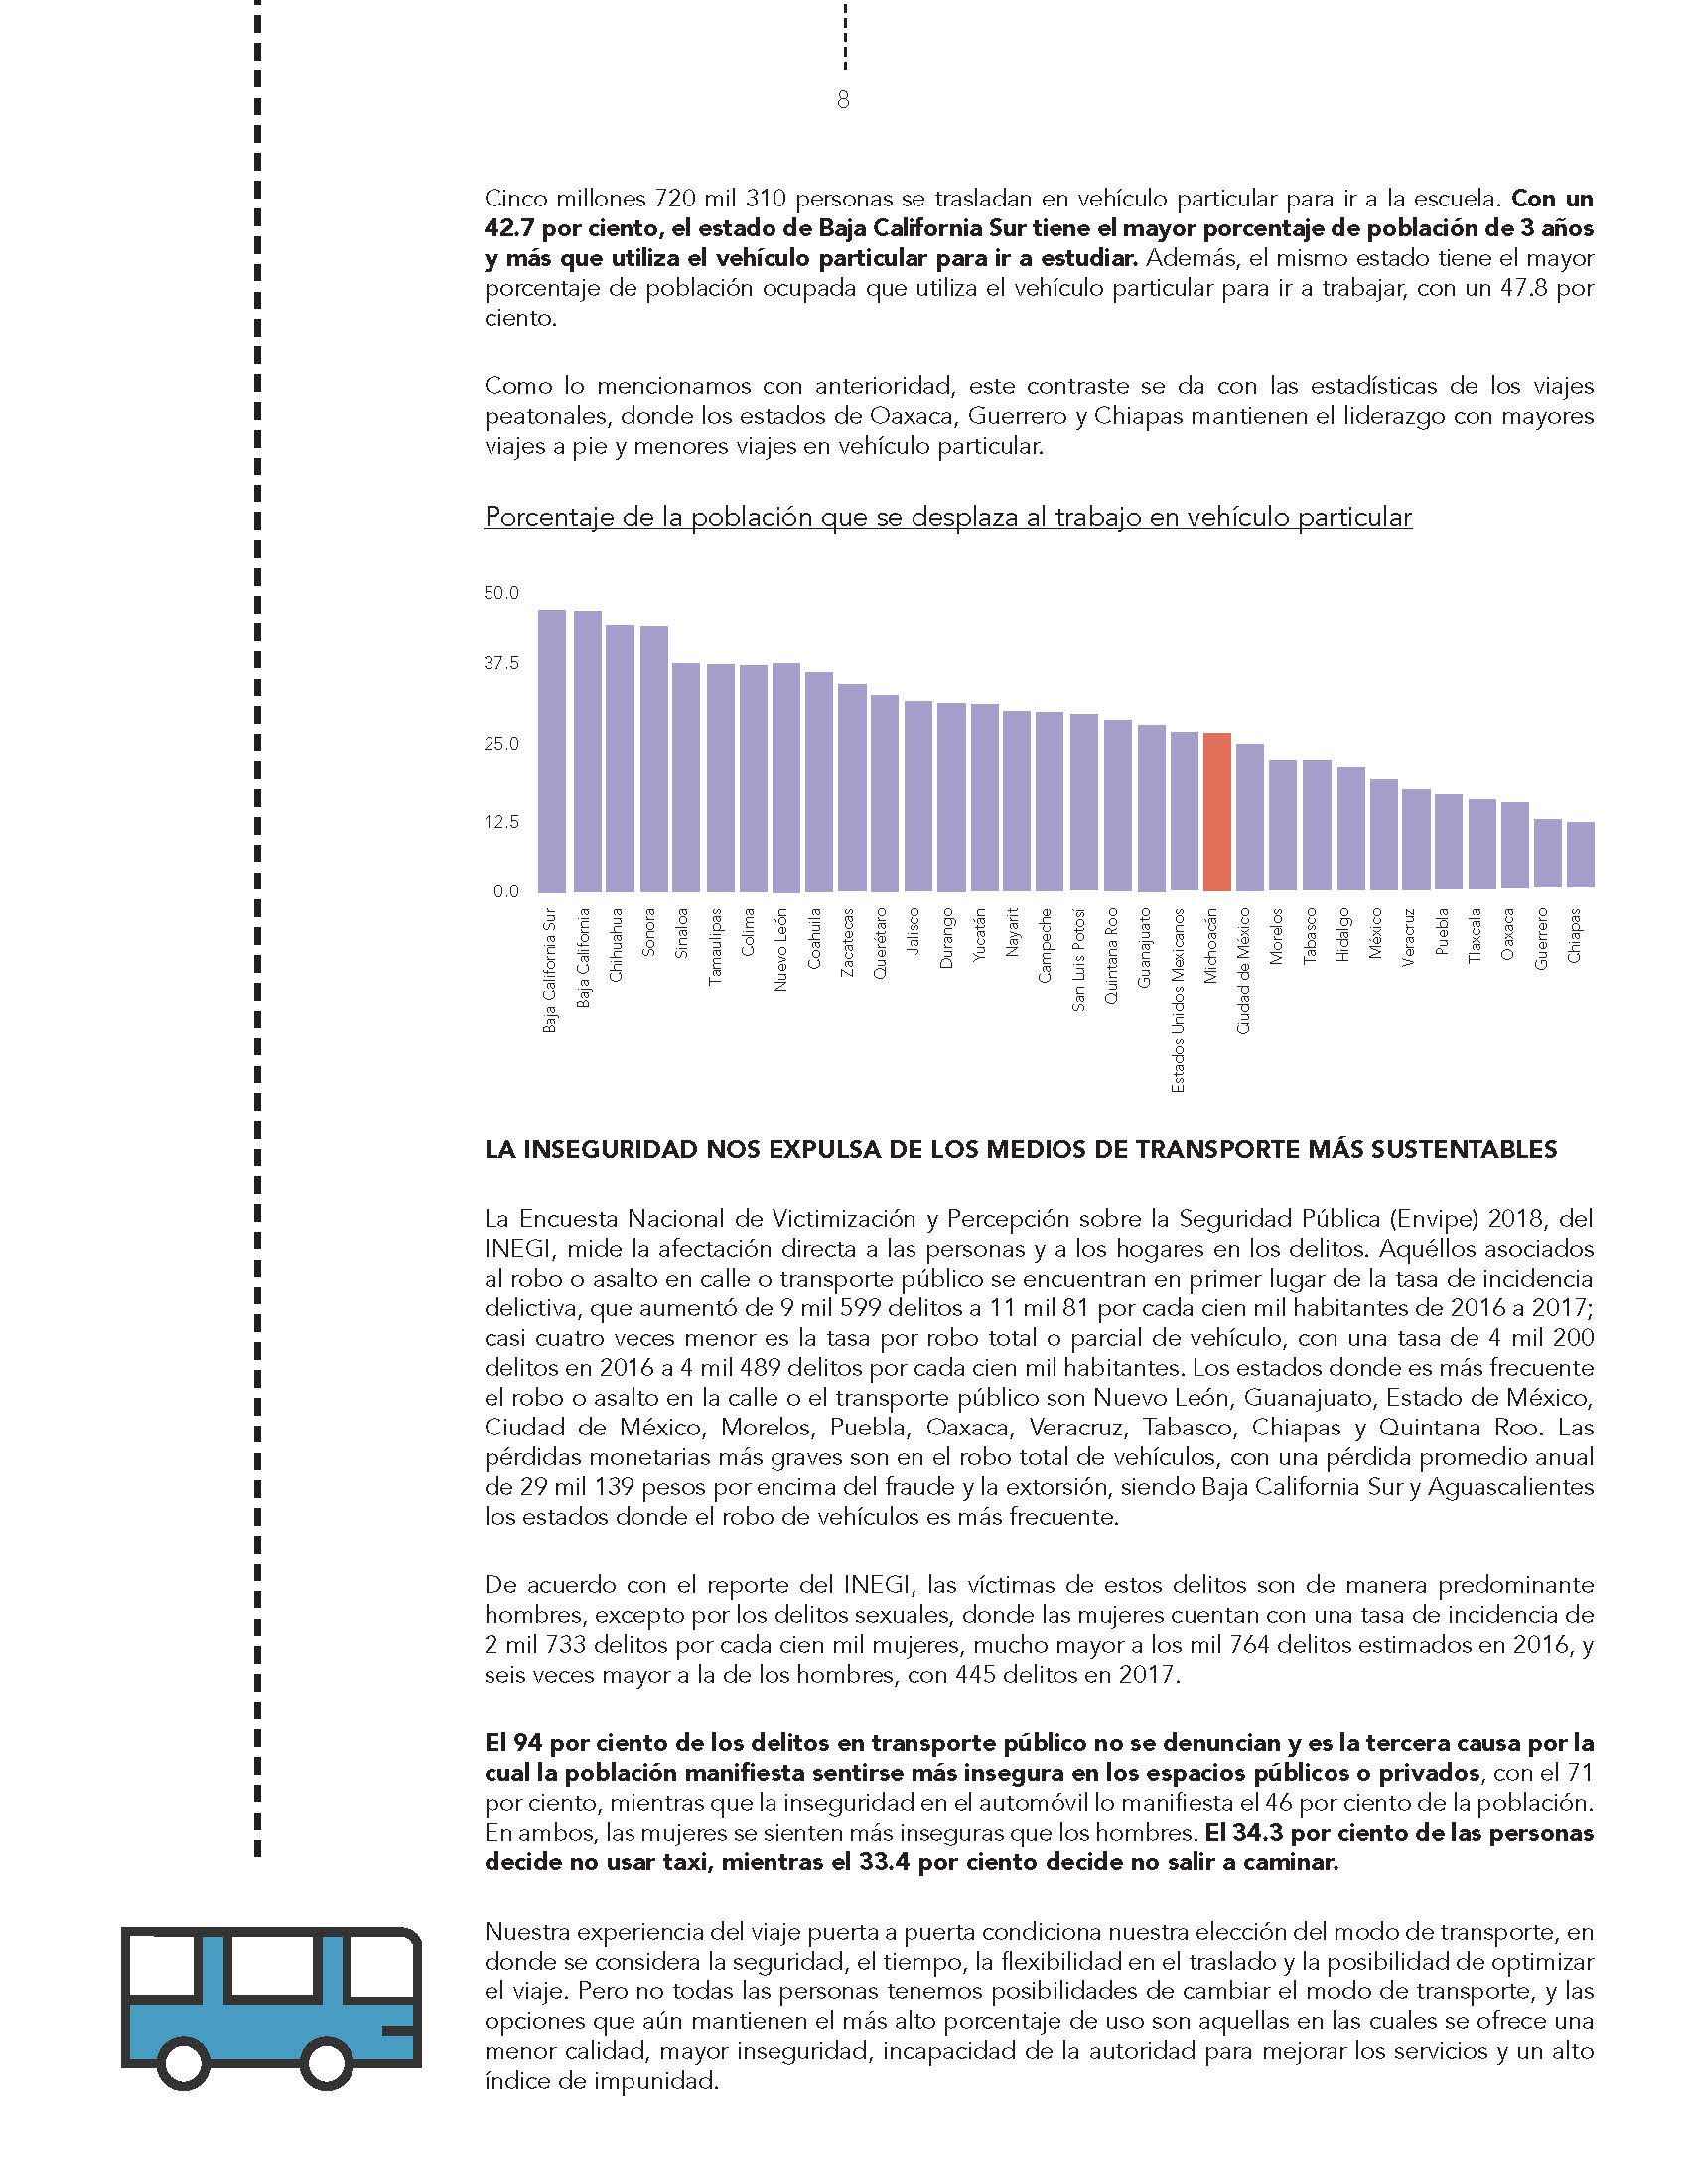 8
Cinco millones 720 mil 310 personas se trasladan en vehículo particular para ir a la escuela. Con un
42.7 por ciento, el estado de Baja California Sur tiene el mayor porcentaje de población de 3 años
y más que utiliza el vehículo particular para ir a estudiar. Además, el mismo estado tiene el mayor
porcentaje de población ocupada que utiliza el vehículo particular para ir a trabajar, con un 47.8 por
ciento.
Como lo mencionamos con anterioridad, este contraste se da con las estadísticas de los viajes
peatonales, donde los estados de Oaxaca, Guerrero y Chiapas mantienen el liderazgo con mayores
viajes a pie y menores viajes en vehículo particular.
Porcentaje de la población que se desplaza al trabajo en vehículo particular
50.0
37.5
25.0
12.5
0.0
Baja California Sur
Baja California
Chihuahua
Sonora
Sinaloa
Tamaulipas
Colima
Nuevo León
Coahuila
Zacatecas
Querétaro
Jalisco
Durango
Yucatán
Nayarit
Campeche
San Luis Potosí
Quintana Roo
Guanajuato
Estados Unidos Mexicanos
Michoacán
Ciudad de México
Morelos
Tabasco
Hidalgo
México
Veracruz
Puebla
Tlaxcala
Oaxaca
Guerrero
Chiapas
LA INSEGURIDAD NOS EXPULSA DE LOS MEDIOS DE TRANSPORTE MÁS SUSTENTABLES
La Encuesta Nacional de Victimización y Percepción sobre la Seguridad Pública (Envipe) 2018, del
INEGI, mide la afectación directa a las personas y a los hogares en los delitos. Aquéllos asociados
al robo o asalto en calle o transporte público se encuentran en primer lugar de la tasa de incidencia
delictiva, que aumentó de 9 mil 599 delitos a 11 mil 81 por cada cien mil habitantes de 2016 a 2017;
casi cuatro veces menor es la tasa por robo total o parcial de vehículo, con una tasa de 4 mil 200
delitos en 2016 a 4 mil 489 delitos por cada cien mil habitantes. Los estados donde es más frecuente
el robo o asalto en la calle o el transporte público son Nuevo León, Guanajuato, Estado de México,
Ciudad de México, Morelos, Puebla, Oaxaca, Veracruz, Tabasco, Chiapas y Quintana Roo. Las
pérdidas monetarias más graves son en el robo total de vehículos, con una pérdida promedio anual
de 29 mil 139 pesos por encima del fraude y la extorsión, siendo Baja California Sur y Aguascalientes
los estados donde el robo de vehículos es más frecuente.
De acuerdo con el reporte del INEGI, las víctimas de estos delitos son de manera predominante
hombres, excepto por los delitos sexuales, donde las mujeres cuentan con una tasa de incidencia de
2 mil 733 delitos por cada cien mil mujeres, mucho mayor a los mil 764 delitos estimados en 2016, y
seis veces mayor a la de los hombres, con 445 delitos en 2017.
El 94 por ciento de los delitos en transporte público no se denuncian y es la tercera causa por la
cual la población manifiesta sentirse más insegura en los espacios públicos o privados, con el 71
por ciento, mientras que la inseguridad en el automóvil lo manifiesta el 46 por ciento de la población.
En ambos, las mujeres se sienten más inseguras que los hombres. El 34.3 por ciento de las personas
decide no usar taxi, mientras el 33.4 por ciento decide no salir a caminar.
Nuestra experiencia del viaje puerta a puerta condiciona nuestra elección del modo de transporte, en
donde se considera la seguridad, el tiempo, la flexibilidad en el traslado y la posibilidad de optimizar
el viaje. Pero no todas las personas tenemos posibilidades de cambiar el modo de transporte, y las
opciones que aún mantienen el más alto porcentaje de uso son aquellas en las cuales se ofrece una
menor calidad, mayor inseguridad, incapacidad de la autoridad para mejorar los servicios y un alto
índice de impunidad.